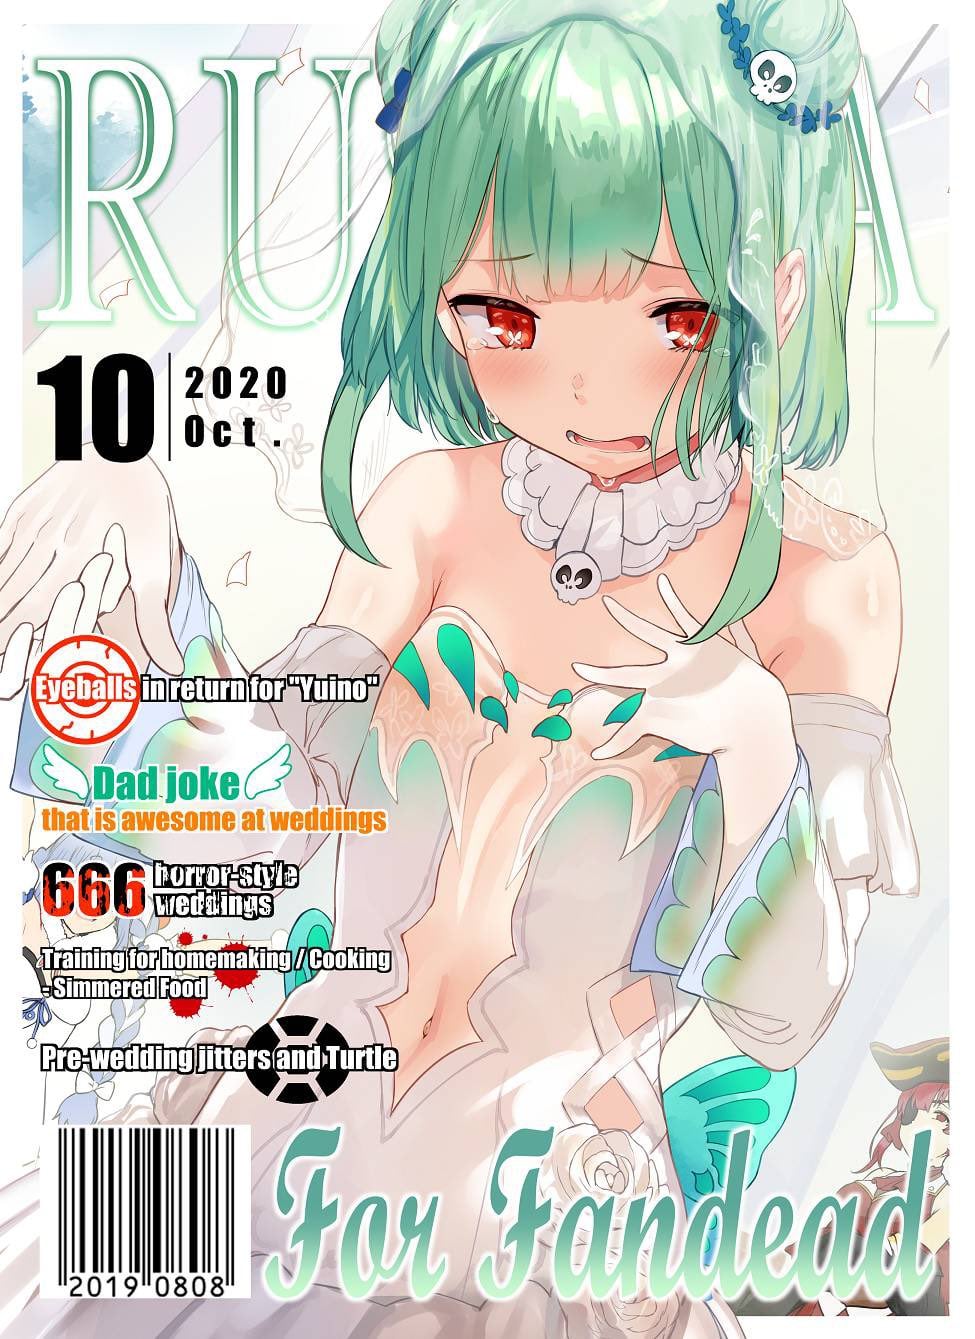 RU A
10
2020
Oct.
Eyeballs in return for "Yuino"
Dad joke
that is awesome at weddings
666 horror-style
weddings
Training for homemaking / Cooking
- Simmered Food
Pre-wedding jitters and Turtle
For Fandead
2019 0808